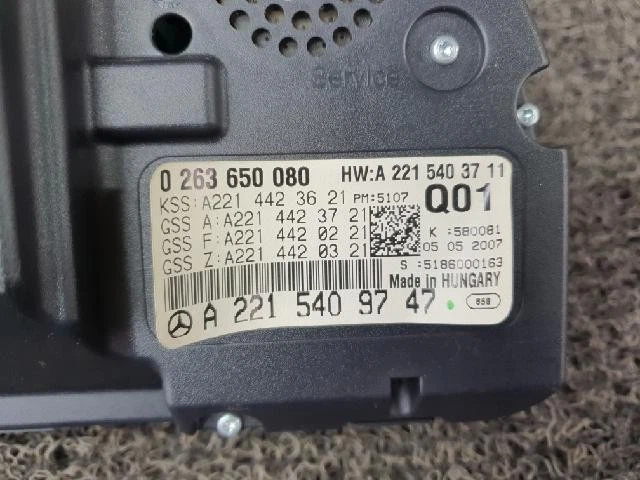 Service
0 263 650 080 HW:A 221 540 37 11
KSS:A221 442 36 21 PM:5107 Q01
GSS A:A221 442 37 21
GSS F:A221 442 02 21 K :580081
GSS Z:A221 442 03 21 05 05 2007
S :5186000163
Made in HUNGARY
A 221 540 97 47